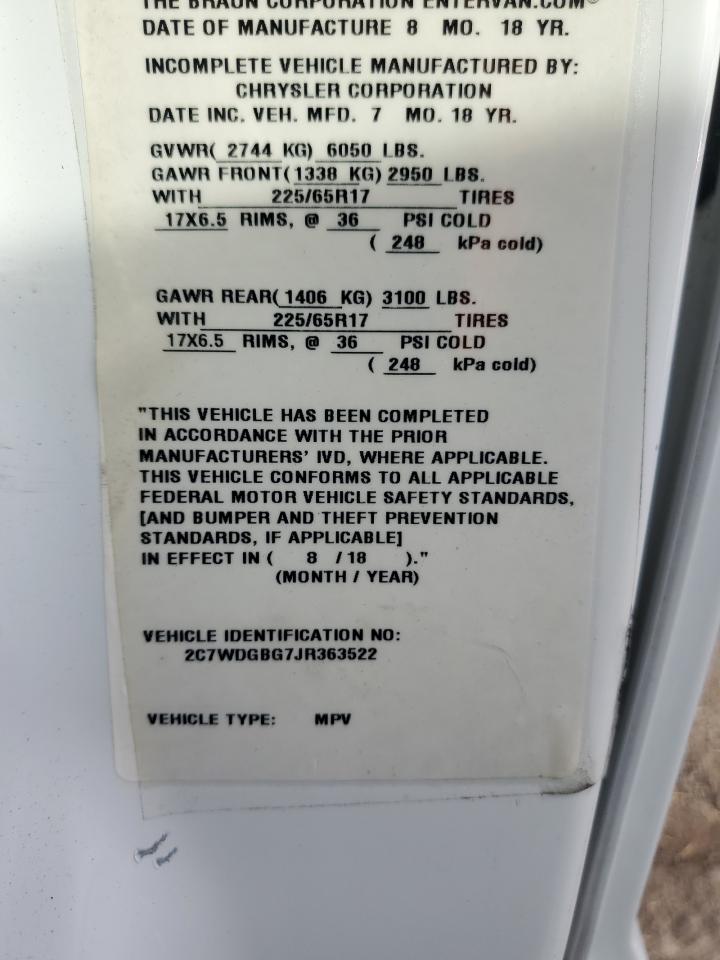 THE BRAUN CORPORATION ENTERVAN.COM®
DATE OF MANUFACTURE 8 MO. 18 YR.
INCOMPLETE VEHICLE MANUFACTURED BY:
CHRYSLER CORPORATION
DATE INC. VEH. MFD. 7 MO. 18 YR.
GVWR( 2744 KG) 6050 LBS.
GAWR FRONT(1338 KG) 2950 LBS.
WITH 225/65R17 TIRES
17X6.5 RIMS, @ 36 PSI COLD
( 248 kPa cold)
GAWR REAR( 1406 KG) 3100 LBS.
WITH 225/65R17 TIRES
17X6.5 RIMS, @ 36 PSI COLD
( 248 kPa cold)
"THIS VEHICLE HAS BEEN COMPLETED
IN ACCORDANCE WITH THE PRIOR
MANUFACTURERS' IVD, WHERE APPLICABLE.
THIS VEHICLE CONFORMS TO ALL APPLICABLE
FEDERAL MOTOR VEHICLE SAFETY STANDARDS,
[AND BUMPER AND THEFT PREVENTION
STANDARDS, IF APPLICABLE]
IN EFFECT IN ( 8 / 18 )."
(MONTH / YEAR)
VEHICLE IDENTIFICATION NO:
2C7WDGBG7JR363522
VEHICLE TYPE: MPV